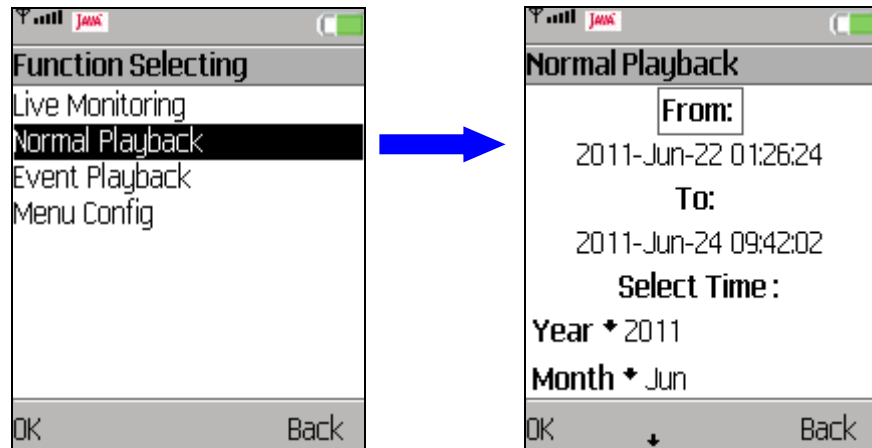 JAVA
Function Selecting
Live Monitoring
Normal Playback
Event Playback
Menu Config
OK Back
JAVA
Normal Playback
From:
2011-Jun-22 01:26:24
To:
2011-Jun-24 09:42:02
Select Time :
Year 2011
Month Jun
OK Back